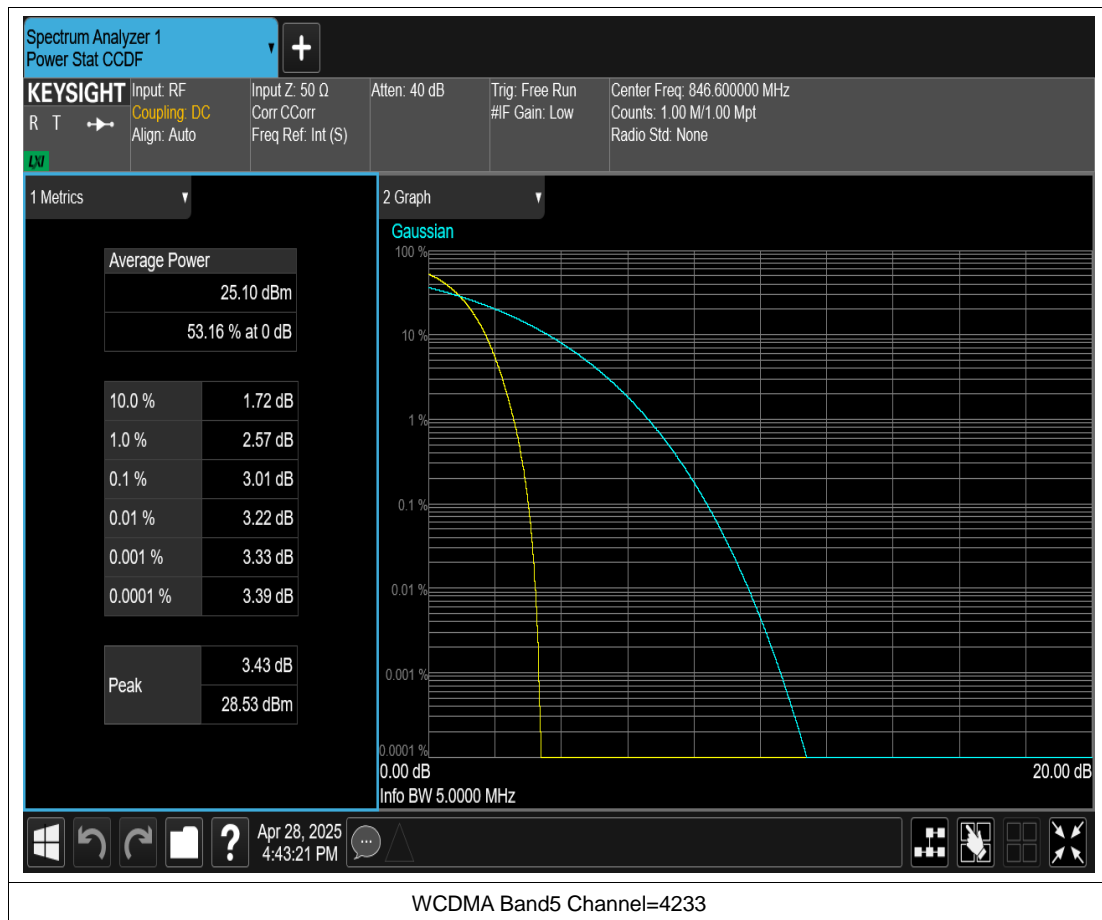 Spectrum Analyzer 1
Power Stat CCDF
+
KEYSIGHT
R T
LXI
Input: RF
Coupling: DC
Align: Auto
Input Z: 50 Ω
Corr CCorr
Freq Ref: Int (S)
Atten: 40 dB
Trig: Free Run
#IF Gain: Low
Center Freq: 846.600000 MHz
Counts: 1.00 M/1.00 Mpt
Radio Std: None
1 Metrics
Average Power
25.10 dBm
53.16 % at 0 dB
10.0 % 1.72 dB
1.0 % 2.57 dB
0.1 % 3.01 dB
0.01 % 3.22 dB
0.001 % 3.33 dB
0.0001 % 3.39 dB
Peak
3.43 dB
28.53 dBm
2 Graph
Gaussian
100 %
10 %
1 %
0.1 %
0.01 %
0.001 %
0.0001 %
0.00 dB 20.00 dB
Info BW 5.0000 MHz
?
Apr 28, 2025
4:43:21 PM
WCDMA Band5 Channel=4233